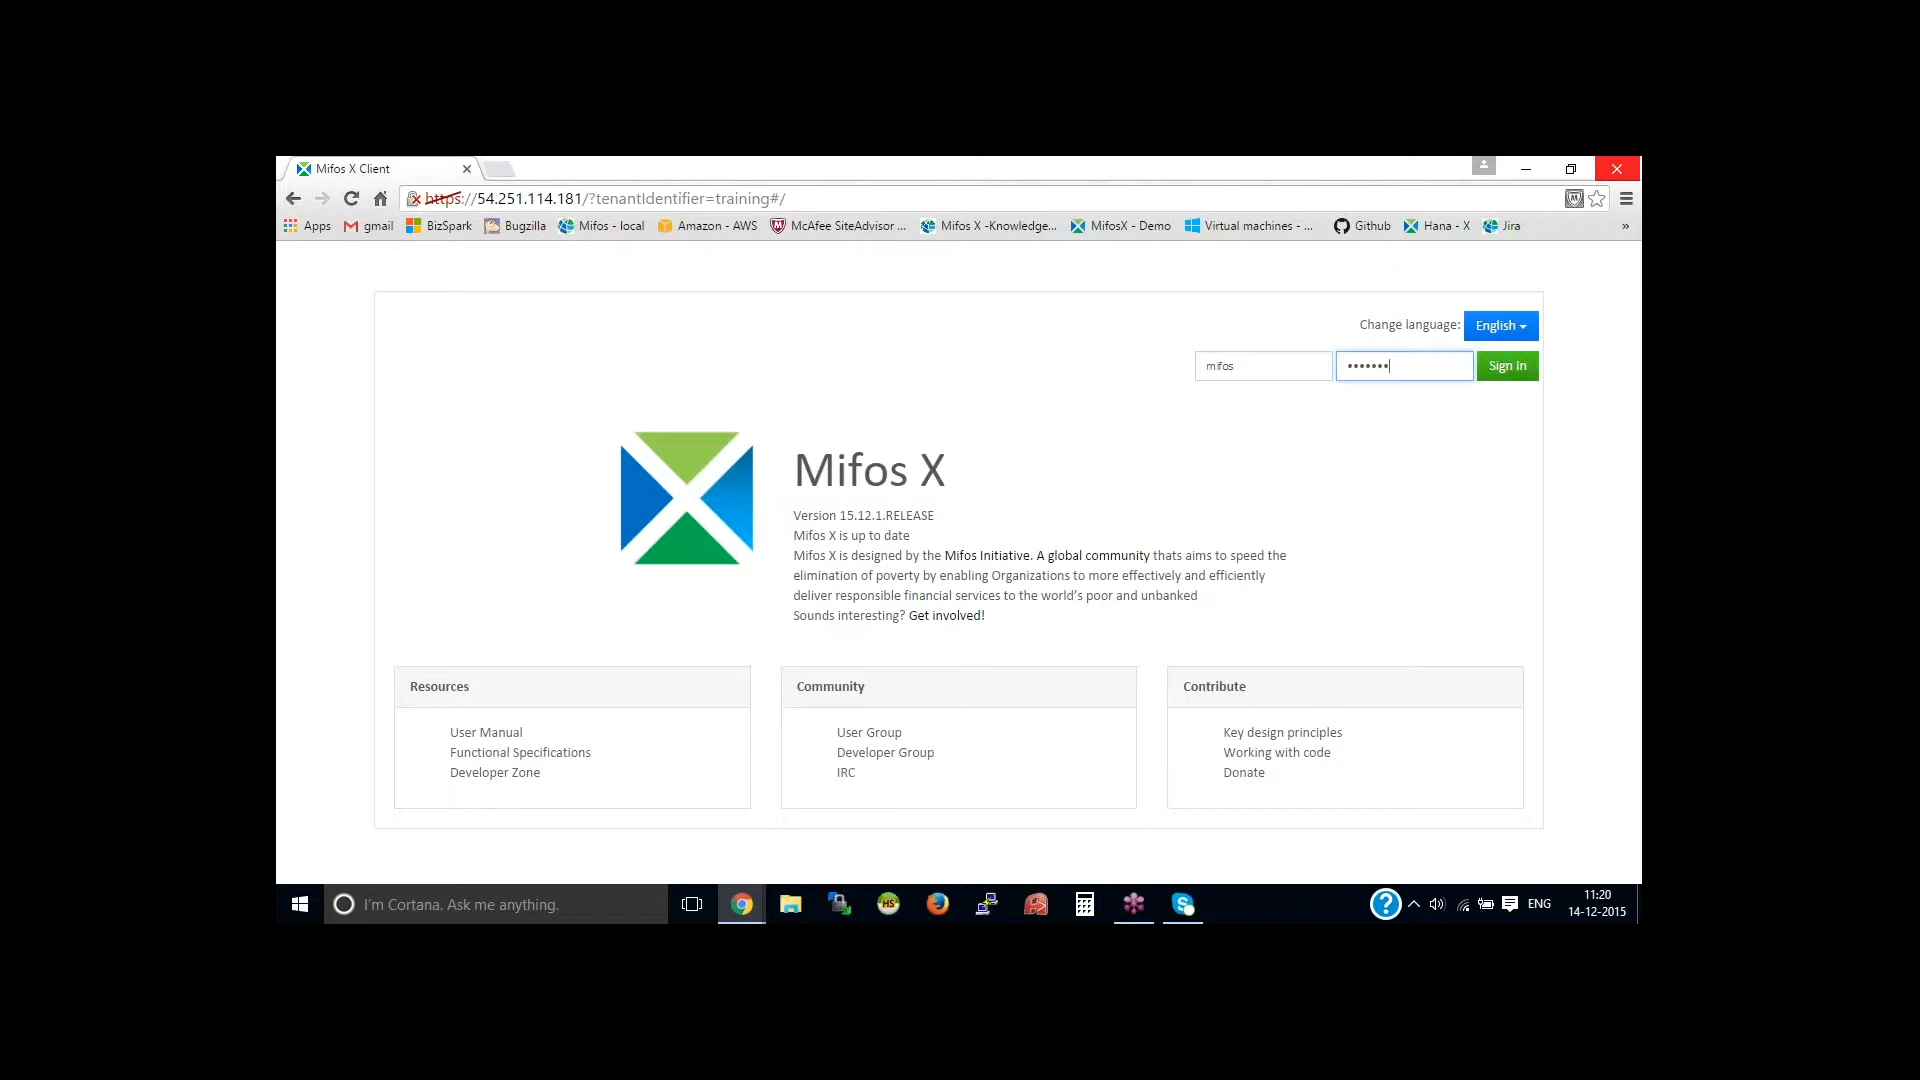 Mifos X Client
https://54.251.114.181/?tenantIdentifier=training#/
Apps gmail BizSpark Bugzilla Mifos - local Amazon - AWS McAfee SiteAdvisor ... Mifos X -Knowledge... MifosX - Demo Virtual machines - ... Github Hana - X Jira »
Change language: English
mifos ••••••• Sign In
Mifos X
Version 15.12.1.RELEASE
Mifos X is up to date
Mifos X is designed by the Mifos Initiative. A global community thats aims to speed the
elimination of poverty by enabling Organizations to more effectively and efficiently
deliver responsible financial services to the world's poor and unbanked
Sounds interesting? Get involved!
Resources
User Manual
Functional Specifications
Developer Zone
Community
User Group
Developer Group
IRC
Contribute
Key design principles
Working with code
Donate
I'm Cortana. Ask me anything.
HS
?
ENG
11:20
14-12-2015